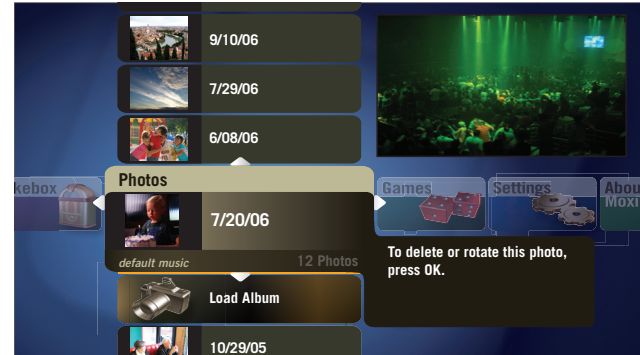 9/10/06
7/29/06
6/08/06
Photos
kebox
Games
Settings
Abou
Moxi
7/20/06
default music
12 Photos
To delete or rotate this photo,
press OK.
Load Album
10/29/05